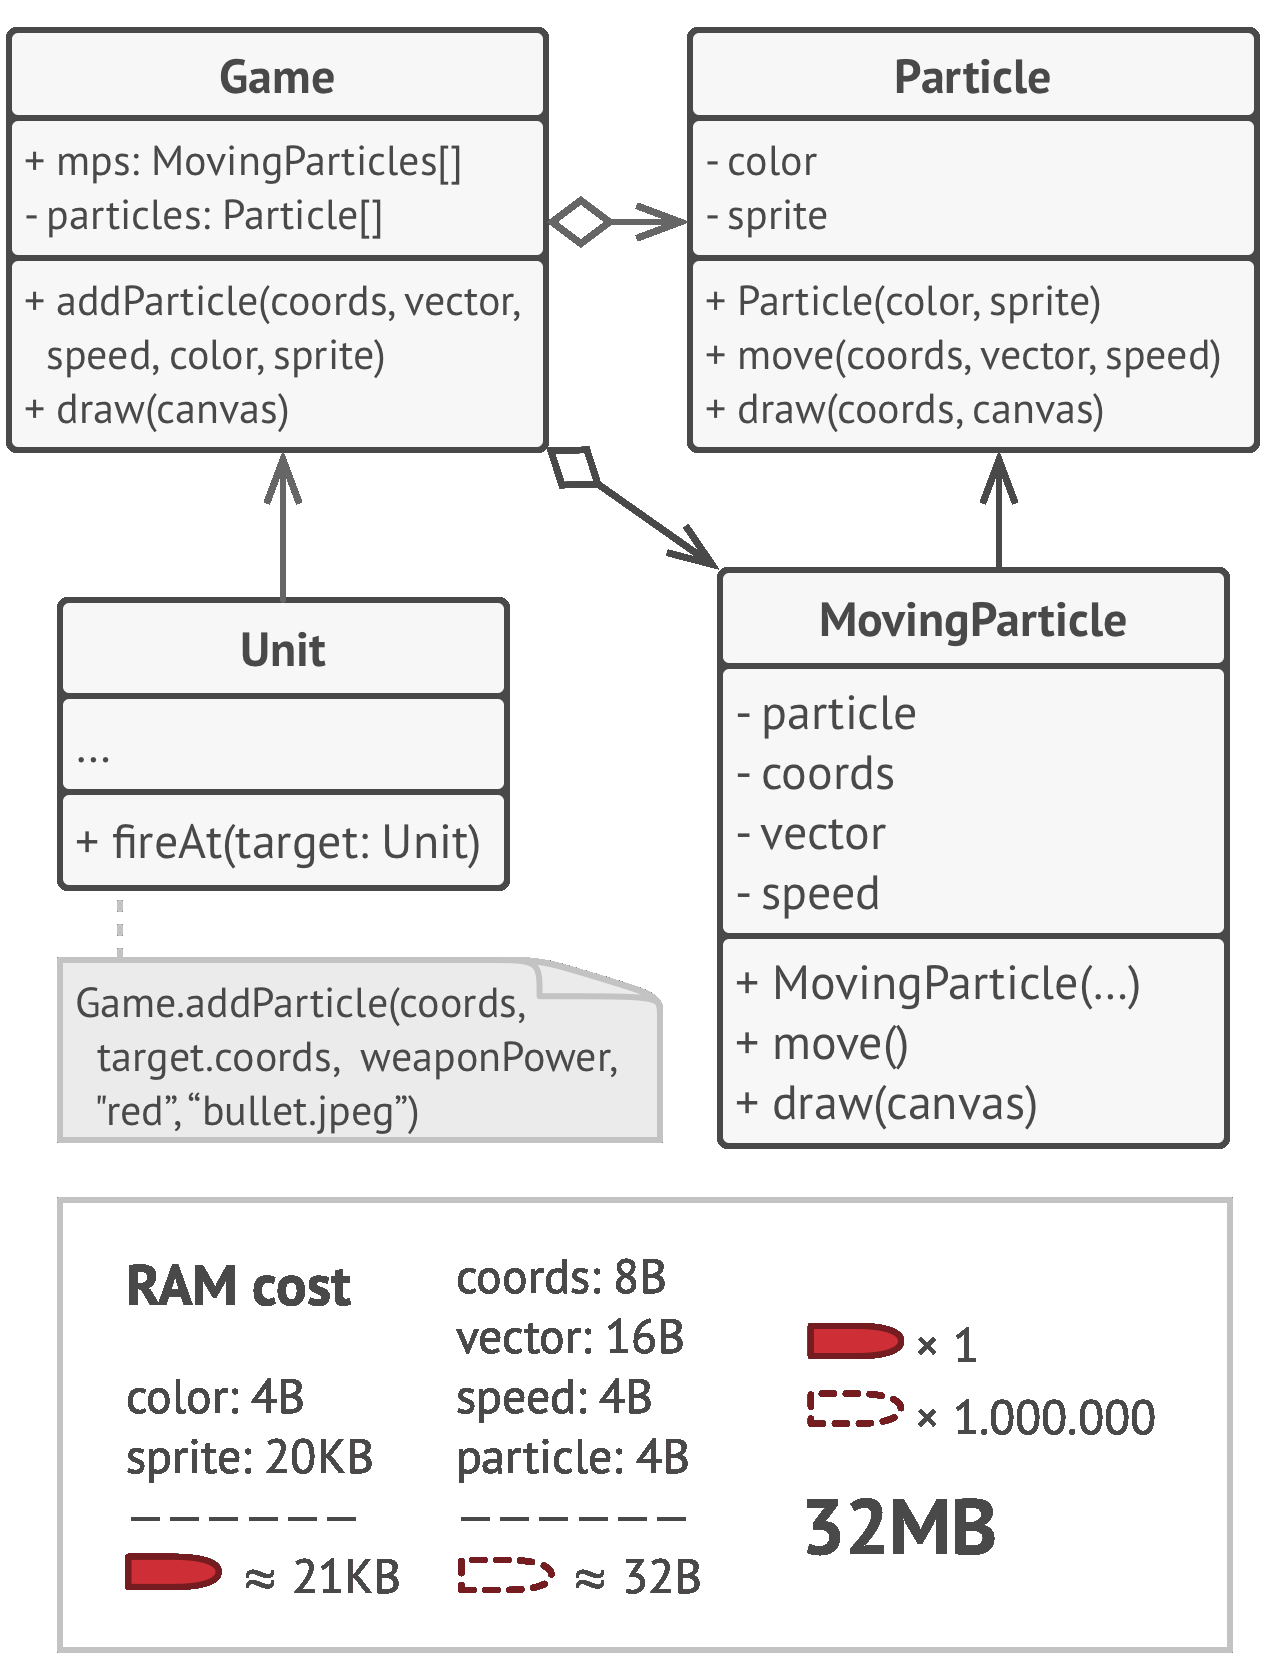 Game
+ mps: MovingParticles[]
- particles: Particle[]
+ addParticle(coords, vector,
speed, color, sprite)
+ draw(canvas)
Particle
- color
- sprite
+ Particle(color, sprite)
+ move(coords, vector, speed)
+ draw(coords, canvas)
Unit
...
+ fireAt(target: Unit)
Game.addParticle(coords,
target.coords, weaponPower,
"red”, “bullet.jpeg”)
MovingParticle
- particle
- coords
- vector
- speed
+ MovingParticle(...)
+ move()
+ draw(canvas)
RAM cost
color: 4B
sprite: 20KB
≈ 21KB
coords: 8B
vector: 16B
speed: 4B
particle: 4B
≈ 32B
× 1
× 1.000.000
32MB